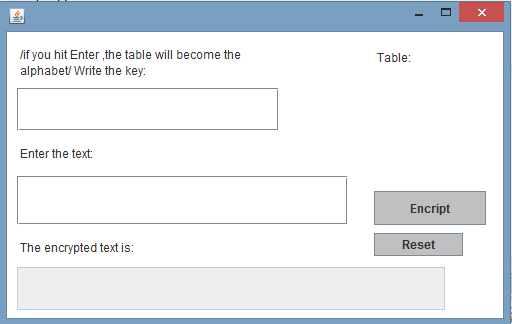 /if you hit Enter ,the table will become the
alphabet/ Write the key:
Table:
Enter the text:
Encript
Reset
The encrypted text is: